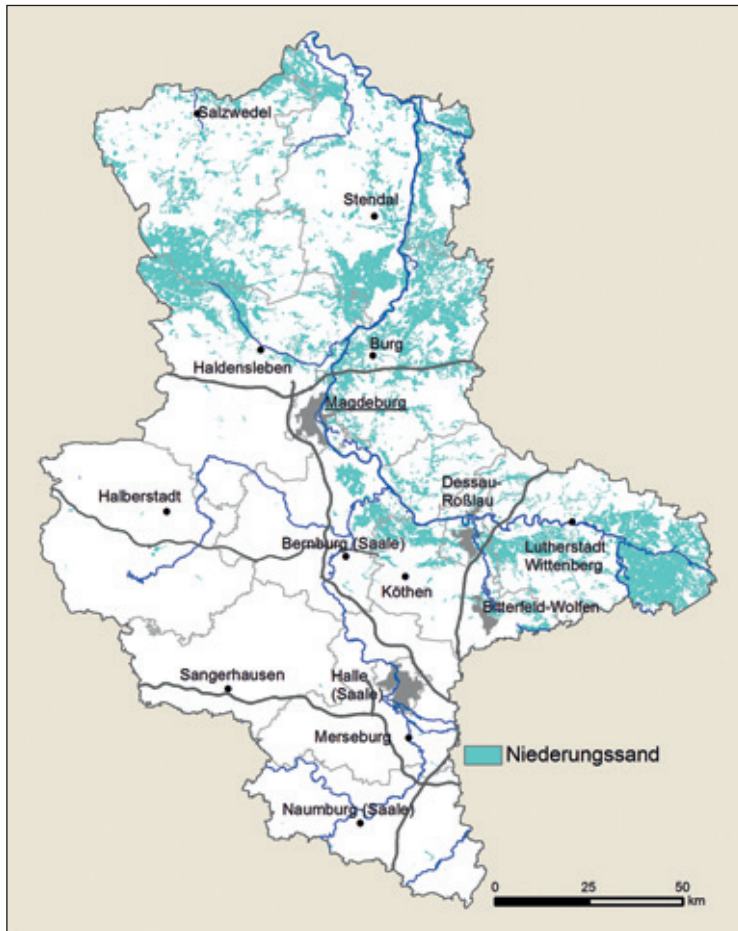 Salzwedel
Stendal
Burg
Haldensleben
Magdeburg
Halberstadt
Dessau-
Roßlau
Bernburg (Saale)
Lutherstadt
Wittenberg
Köthen
Bitterfeld-Wolfen
Sangerhausen
Halle
(Saale)
Merseburg
Niederungssand
Naumburg (Saale)
0 25 50
km